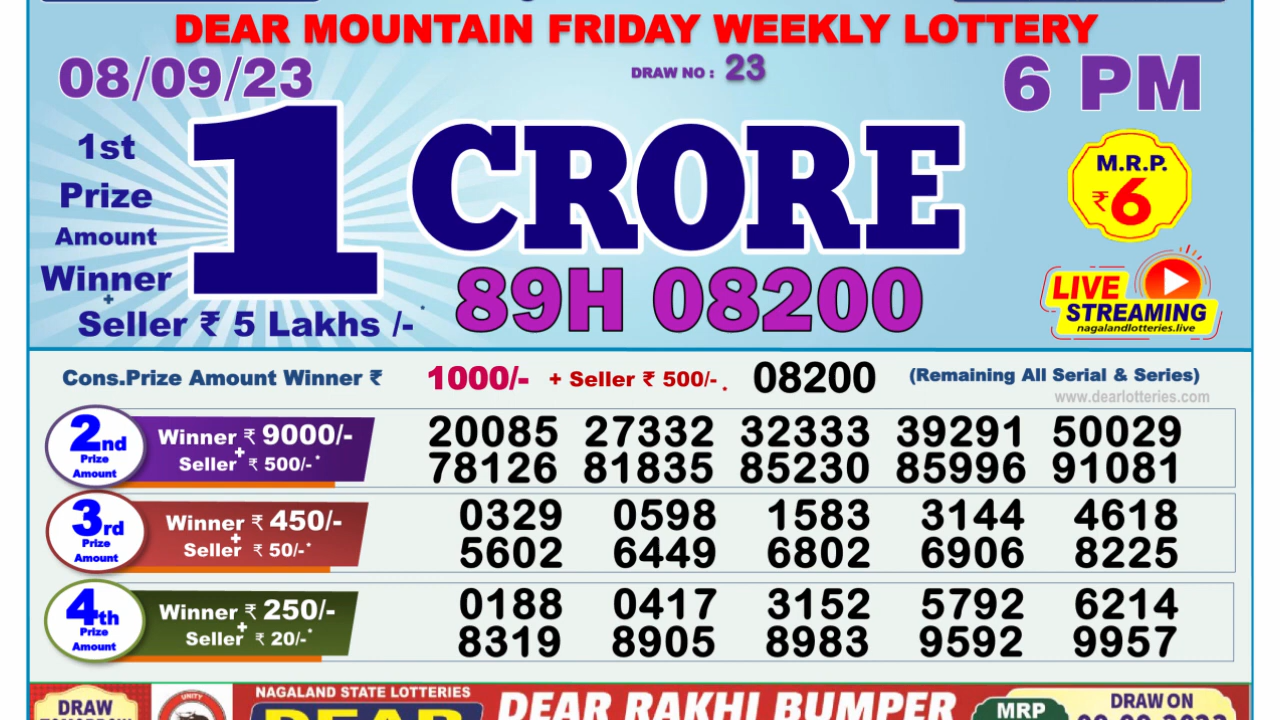 DEAR MOUNTAIN FRIDAY WEEKLY LOTTERY
08/09/23
DRAW NO : 23
6 PM
1st
Prize
Amount
Winner
+
Seller ₹ 5 Lakhs /-
1 CRORE
89H 08200
M.R.P.
₹6
LIVE
STREAMING
nagalandlotteries.live
Cons.Prize Amount Winner ₹ 1000/- + Seller ₹ 500/- . 08200 (Remaining All Serial & Series)
www.dearlotteries.com
2nd
Prize
Amount
Winner ₹ 9000/-
+
Seller ₹ 500/-*
20085 27332 32333 39291 50029
78126 81835 85230 85996 91081
3rd
Prize
Amount
Winner ₹ 450/-
+
Seller ₹ 50/-*
0329 0598 1583 3144 4618
5602 6449 6802 6906 8225
4th
Prize
Amount
Winner ₹ 250/-
+
Seller ₹ 20/-*
0188 0417 3152 5792 6214
8319 8905 8983 9592 9957
DRAW
UNITY
NAGALAND STATE LOTTERIES
DEAR
DEAR RAKHI BUMPER
MRP
DRAW ON